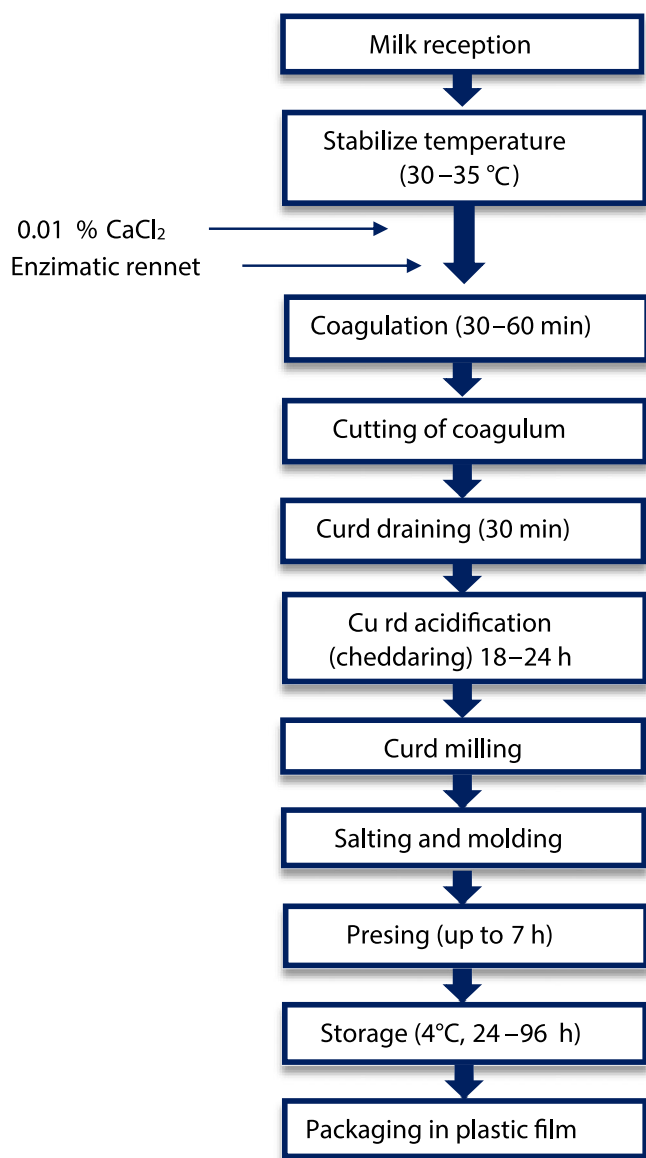 Milk reception
Stabilize temperature
(30–35 °C)
0.01 % CaCl₂
Enzimatic rennet
Coagulation (30–60 min)
Cutting of coagulum
Curd draining (30 min)
Cu rd acidification
(cheddaring) 18–24 h
Curd milling
Salting and molding
Presing (up to 7 h)
Storage (4°C, 24–96 h)
Packaging in plastic film